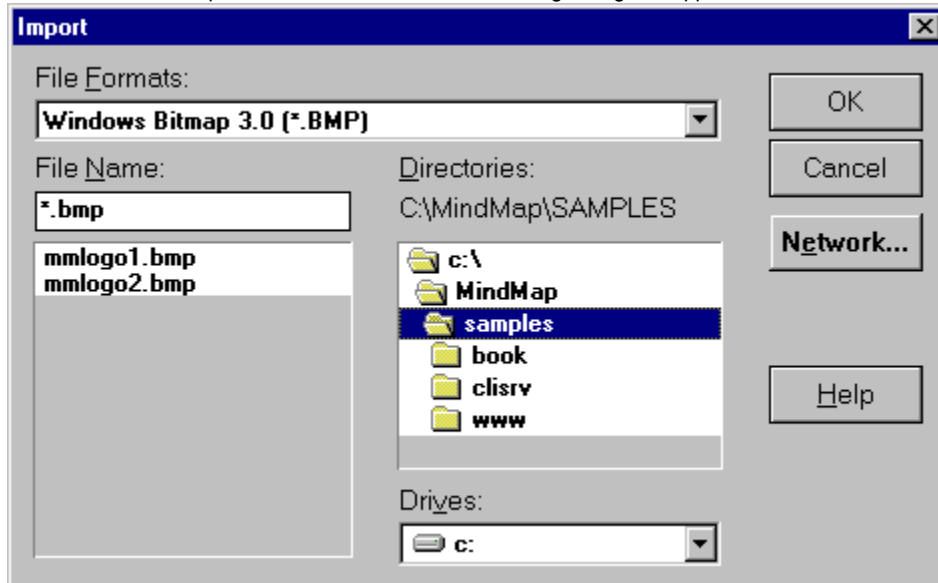 Import
File Formats:
Windows Bitmap 3.0 (*.BMP)
OK
File Name:
Directories:
Cancel
*.bmp
C:\MindMap\SAMPLES
Network...
mmlogo1.bmp
mmlogo2.bmp
c:\
MindMap
samples
book
clisrv
www
Help
Drives:
c: